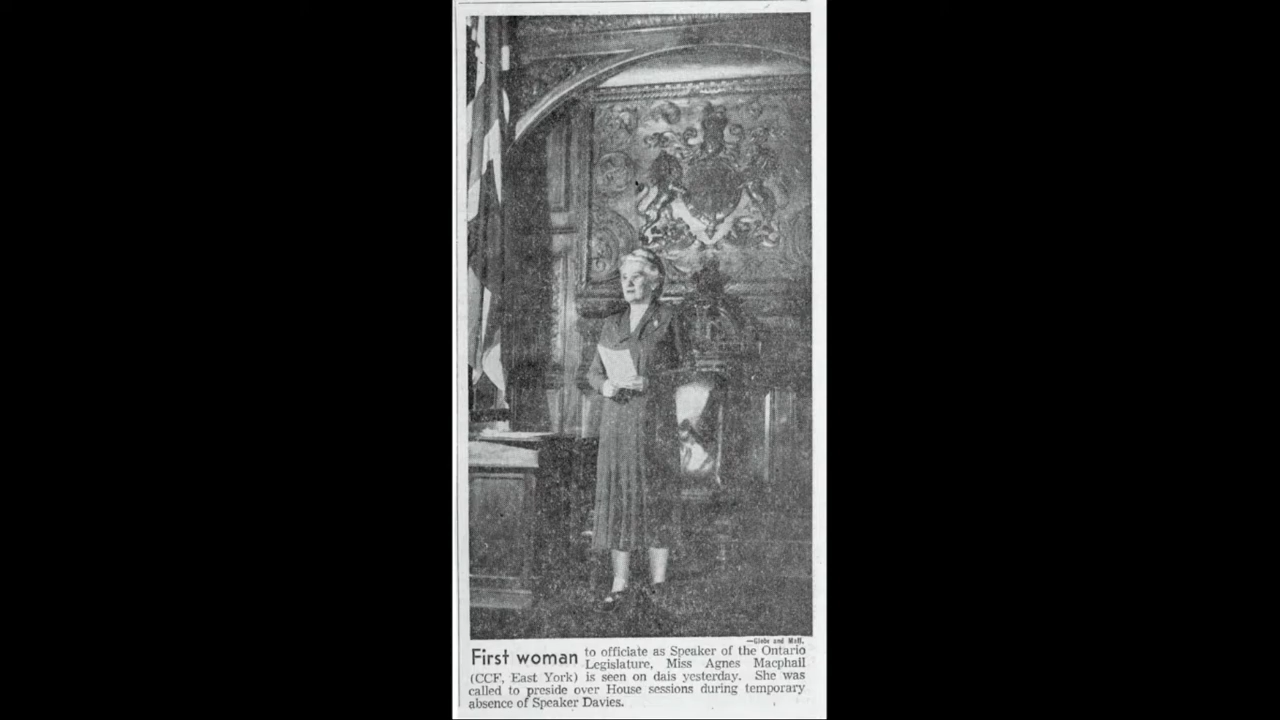 —Globe and Mail.
First woman to officiate as Speaker of the Ontario
Legislature, Miss Agnes Macphail
(CCF, East York) is seen on dais yesterday. She was
called to preside over House sessions during temporary
absence of Speaker Davies.